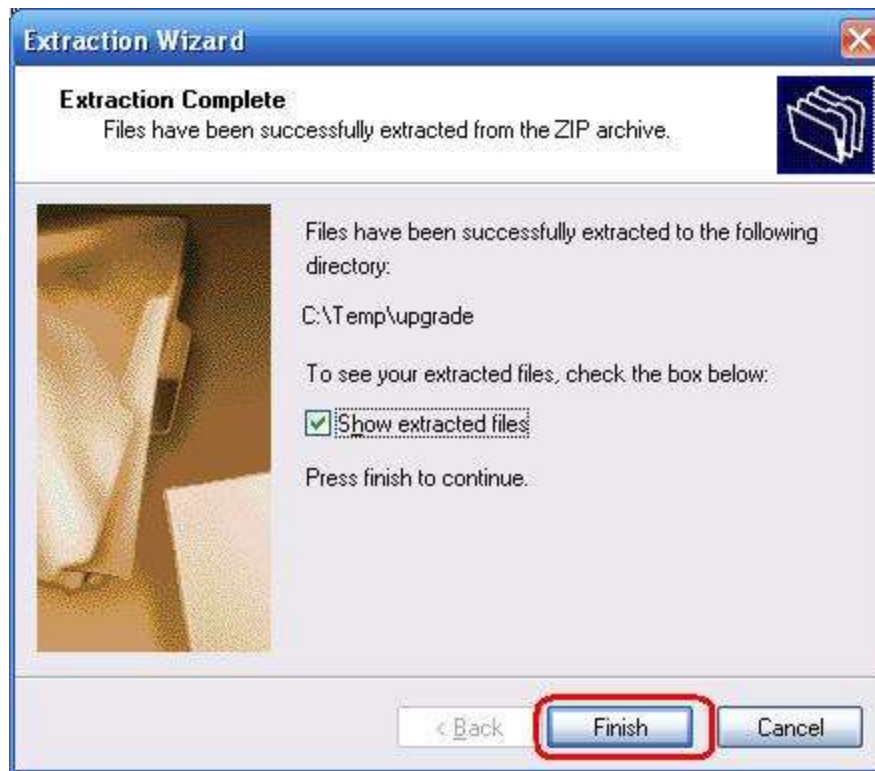 Extraction Wizard
Extraction Complete
Files have been successfully extracted from the ZIP archive.
Files have been successfully extracted to the following
directory:
C:\Temp\upgrade
To see your extracted files, check the box below:
Show extracted files
Press finish to continue.
< Back Finish Cancel